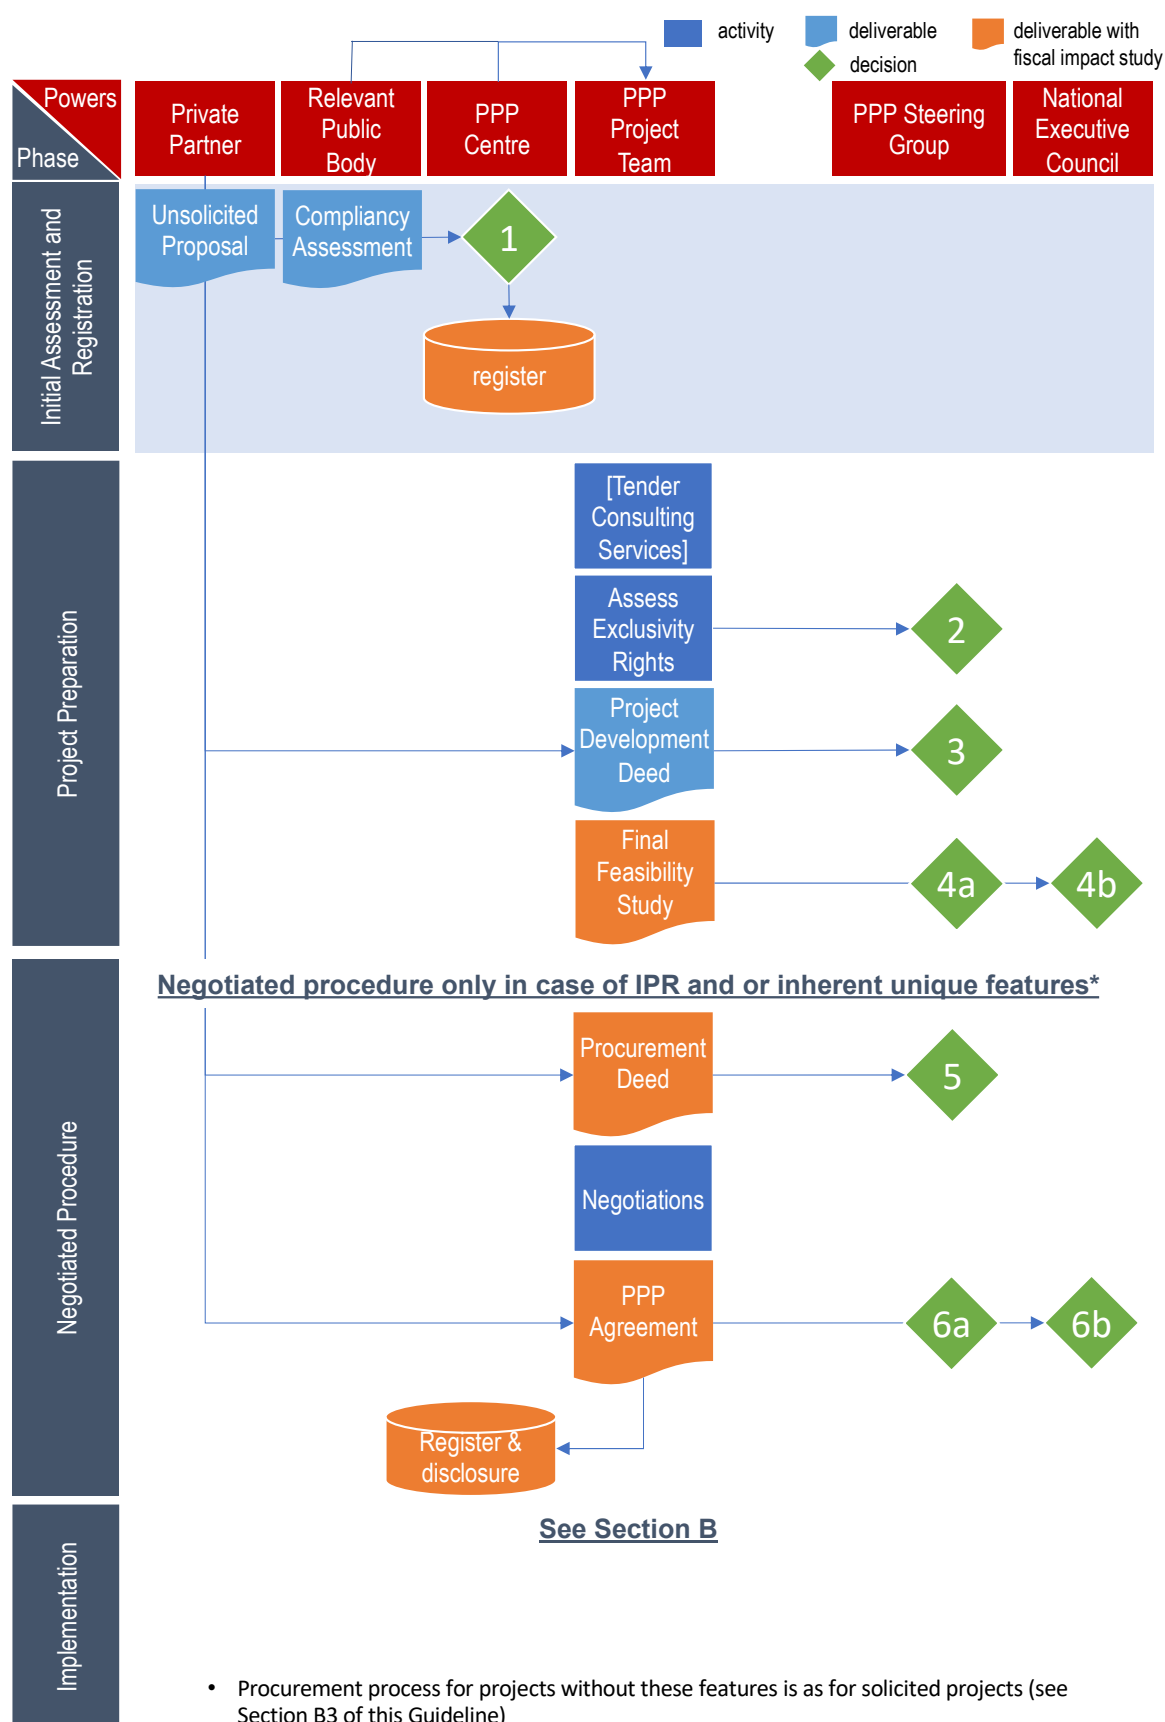 activity
deliverable
decision
deliverable with
fiscal impact study
Powers
Phase
Private
Partner
Relevant
Public
Body
PPP
Centre
PPP
Project
Team
PPP Steering
Group
National
Executive
Council
Initial Assessment and
Registration
Unsolicited
Proposal
Compliancy
Assessment
1
register
Project Preparation
[Tender
Consulting
Services]
Assess
Exclusivity
Rights
2
Project
Development
Deed
3
Final
Feasibility
Study
4a
4b
Negotiated Procedure
Negotiated procedure only in case of IPR and or inherent unique features*
Procurement
Deed
5
Negotiations
PPP
Agreement
6a
6b
Register &
disclosure
Implementation
See Section B
• Procurement process for projects without these features is as for solicited projects (see
Section B3 of this Guideline)